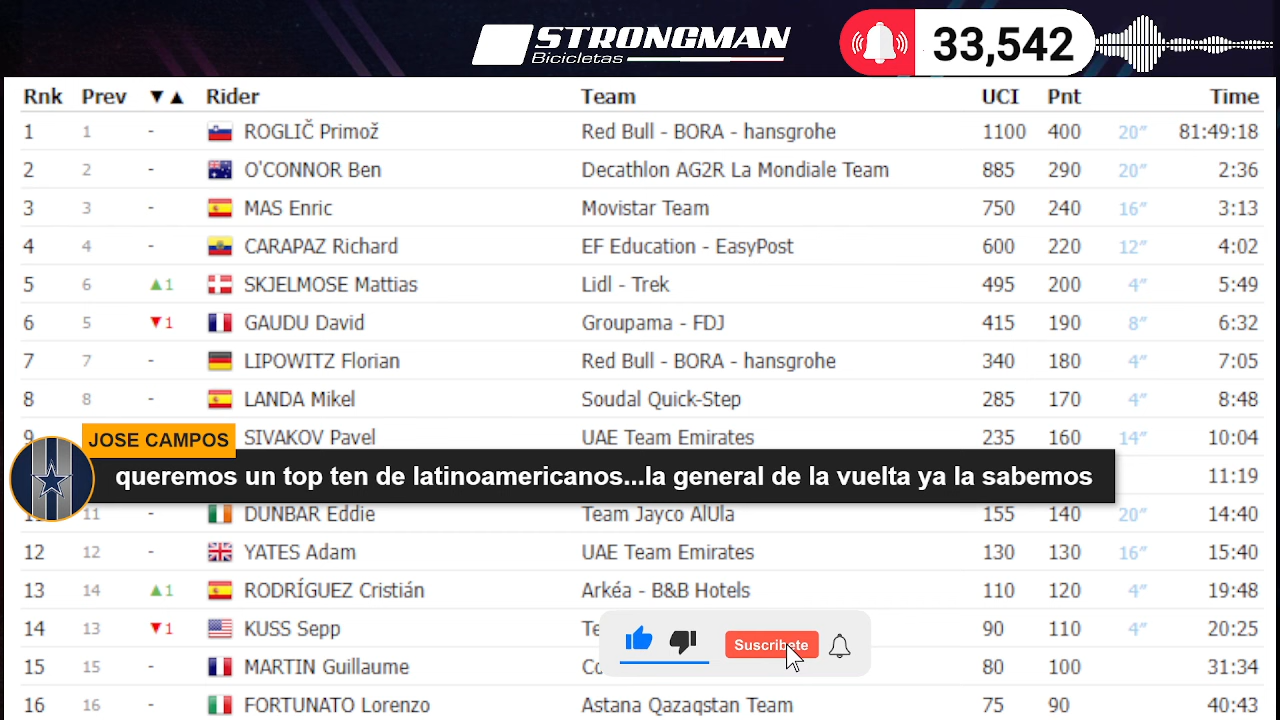 STRONGMAN
Bicicletas
33,542
Rnk Prev ▼▲ Rider Team UCI Pnt Time
1 1 - ROGLIČ Primož Red Bull - BORA - hansgrohe 1100 400 20″ 81:49:18
2 2 - O'CONNOR Ben Decathlon AG2R La Mondiale Team 885 290 20″ 2:36
3 3 - MAS Enric Movistar Team 750 240 16″ 3:13
4 4 - CARAPAZ Richard EF Education - EasyPost 600 220 12″ 4:02
5 6 ▲1 SKJELMOSE Mattias Lidl - Trek 495 200 4″ 5:49
6 5 ▼1 GAUDU David Groupama - FDJ 415 190 8″ 6:32
7 7 - LIPOWITZ Florian Red Bull - BORA - hansgrohe 340 180 4″ 7:05
8 8 - LANDA Mikel Soudal Quick-Step 285 170 4″ 8:48
9 SIVAKOV Pavel UAE Team Emirates 235 160 14″ 10:04
JOSE CAMPOS
queremos un top ten de latinoamericanos...la general de la vuelta ya la sabemos
11:19
11 - DUNBAR Eddie Team Jayco AlUla 155 140 20″ 14:40
12 12 - YATES Adam UAE Team Emirates 130 130 16″ 15:40
13 14 ▲1 RODRÍGUEZ Cristián Arkéa - B&B Hotels 110 120 4″ 19:48
14 13 ▼1 KUSS Sepp 90 110 4″ 20:25
Suscribete
15 15 - MARTIN Guillaume 80 100 31:34
16 16 - FORTUNATO Lorenzo Astana Qazaqstan Team 75 90 40:43